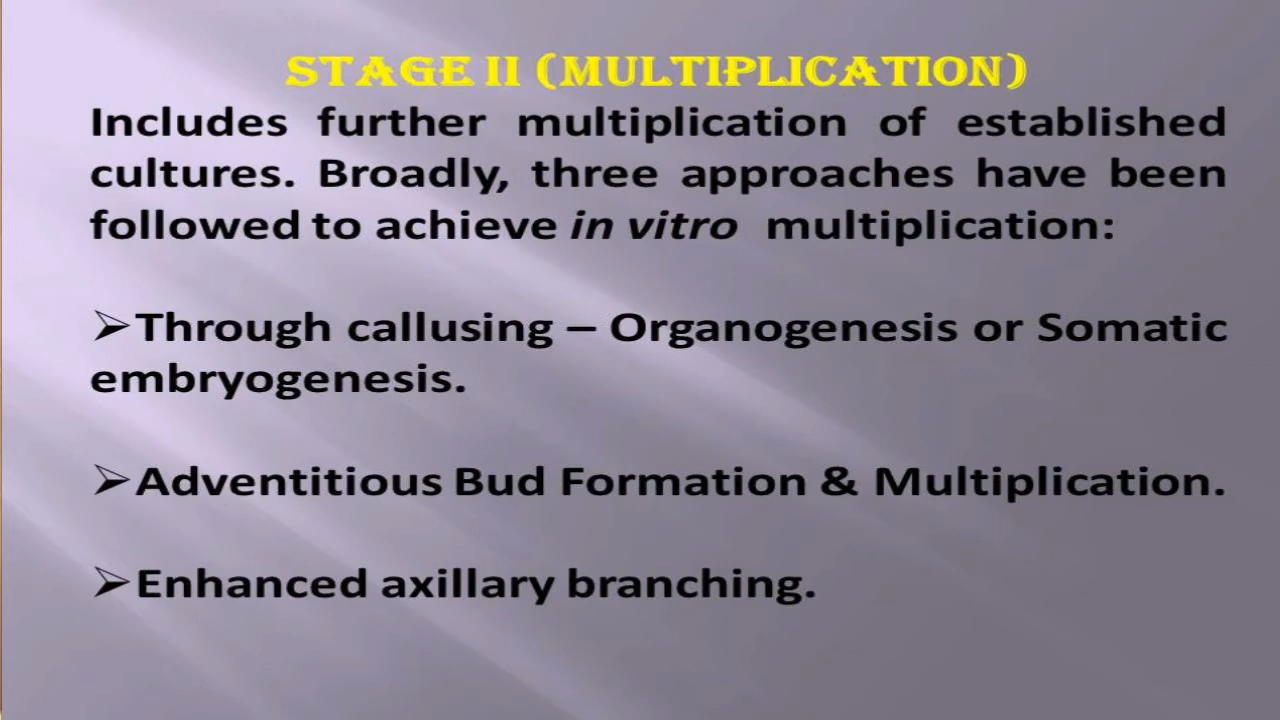 STAGE II (MULTIPLICATION)
Includes further multiplication of established
cultures. Broadly, three approaches have been
followed to achieve in vitro multiplication:
➢Through callusing – Organogenesis or Somatic
embryogenesis.
➢Adventitious Bud Formation & Multiplication.
➢Enhanced axillary branching.